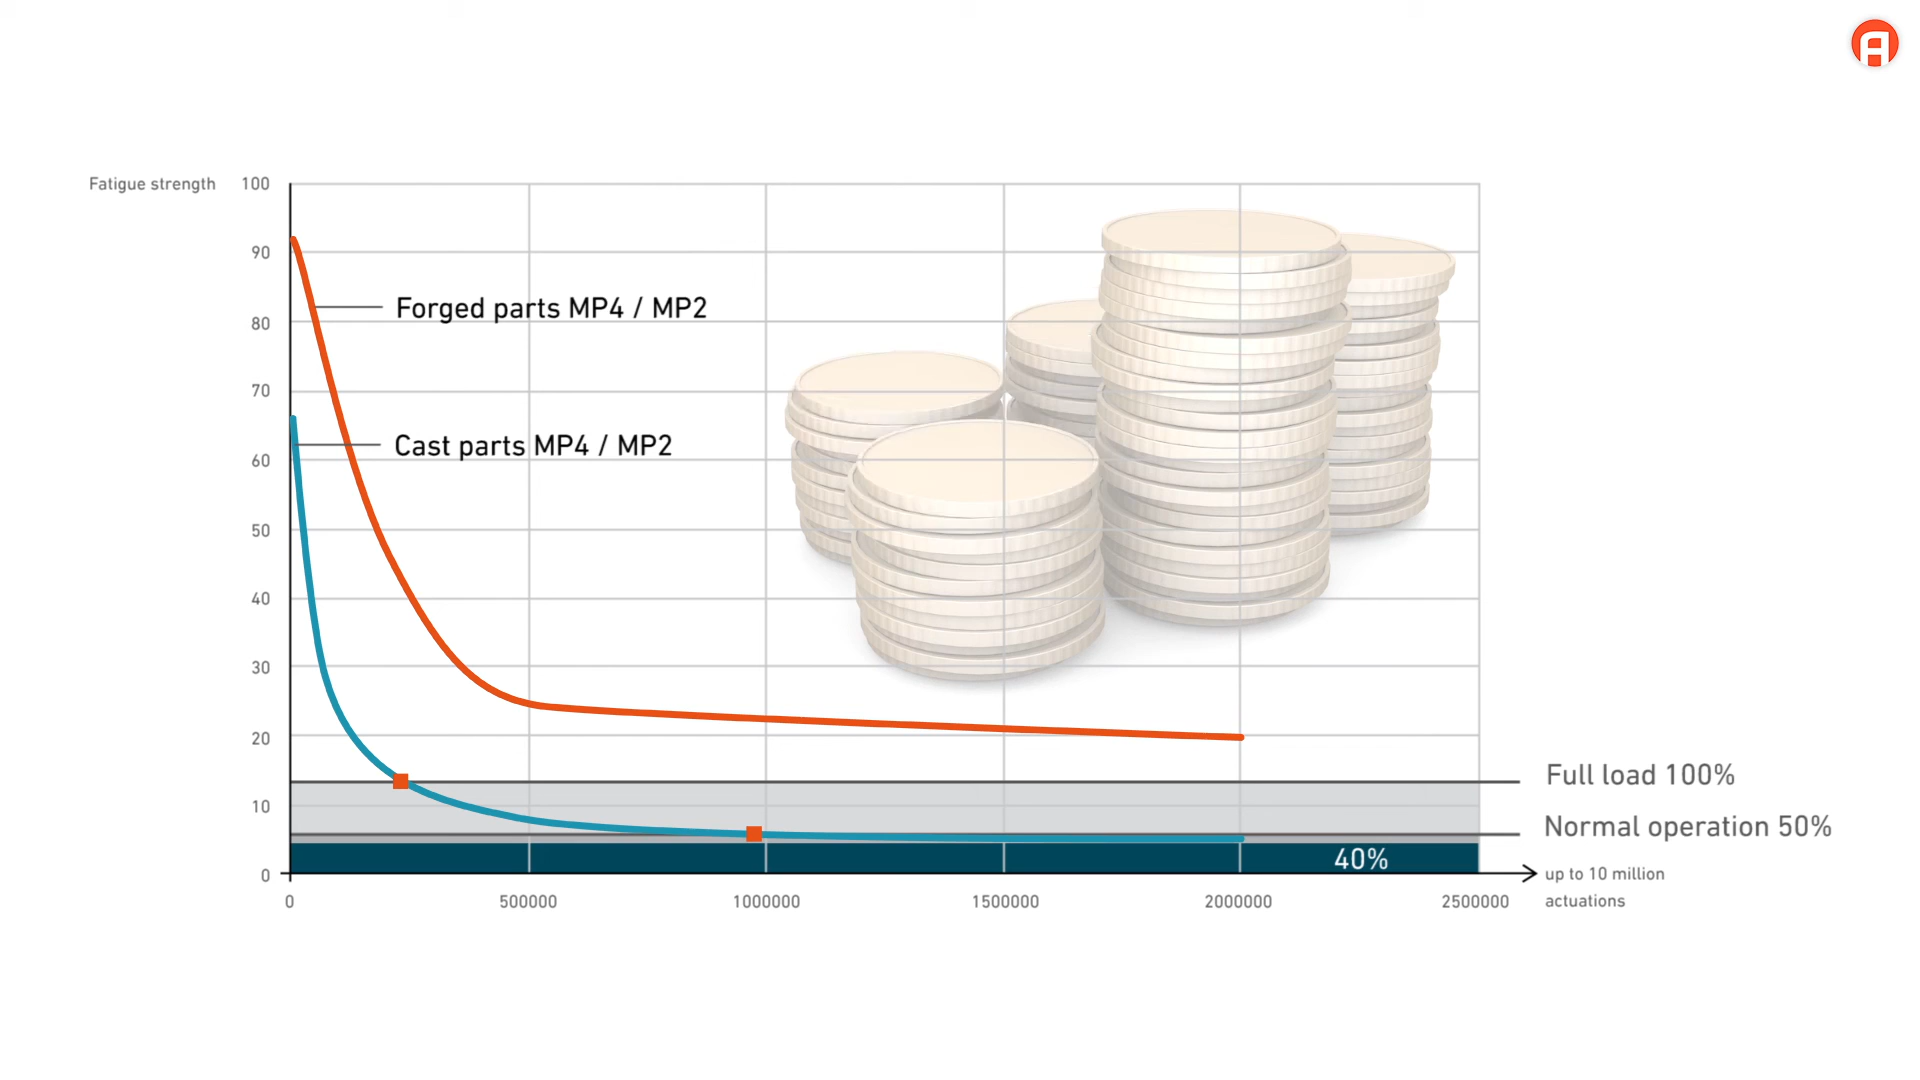 Fatigue strength
100
90
Forged parts MP4 / MP2
80
70
Cast parts MP4 / MP2
60
50
40
30
20
Full load 100%
10
Normal operation 50%
40%
0
up to 10 million
actuations
0
500000
1000000
1500000
2000000
2500000